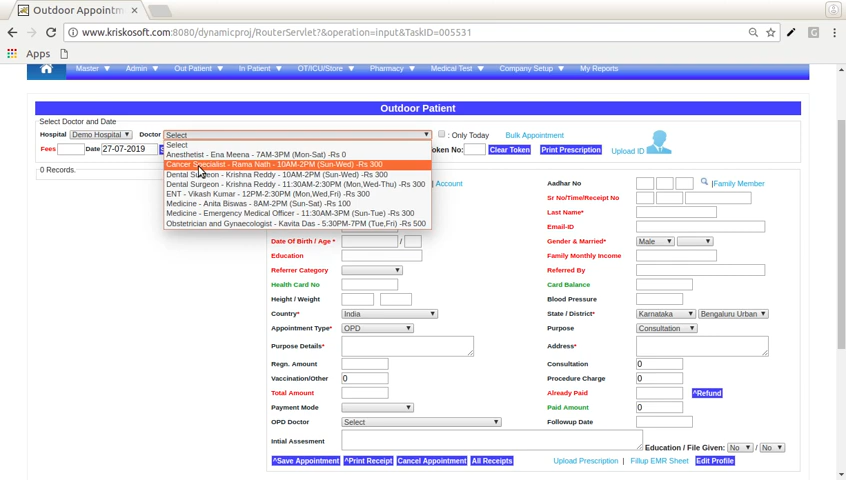 Outdoor Appointm
www.kriskosoft.com:8080/dynamicproj/RouterServlet?&operation=input&TaskID=005531
Apps
Master Admin Out Patient In Patient OT/ICU/Store Pharmacy Medical Test Company Setup My Reports
Outdoor Patient
Select Doctor and Date
Hospital Demo Hospital Doctor Select : Only Today Bulk Appointment
Fees Date 27-07-2019 oken No: Clear Token Print Prescription Upload ID
Select
Anesthetist - Ena Meena - 7AM-3PM (Mon-Sat) -Rs 0
Cancer Specialist - Rama Nath - 10AM-2PM (Sun-Wed) -Rs 300
Dental Surgeon - Krishna Reddy - 10AM-2PM (Sun-Wed) -Rs 300
Dental Surgeon - Krishna Reddy - 11:30AM-2:30PM (Mon,Wed-Thu) -Rs 300
ENT - Vikash Kumar - 12PM-2:30PM (Mon,Wed,Fri) -Rs 300
Medicine - Anita Biswas - 8AM-2PM (Sun-Sat) -Rs 100
Medicine - Emergency Medical Officer - 11:30AM-3PM (Sun-Tue) -Rs 300
Obstetrician and Gynaecologist - Kavita Das - 5:30PM-7PM (Tue,Fri) -Rs 500
0 Records.
| Account Aadhar No |Family Member
Sr No/Time/Receipt No
Last Name*
Email-ID
Date Of Birth / Age * / Gender & Married* Male
Education Family Monthly Income
Referrer Category Referred By
Health Card No Card Balance
Height / Weight Blood Pressure
Country* India State / District* Karnataka Bengaluru Urban
Appointment Type* OPD Purpose Consultation
Purpose Details* Address*
Regn. Amount Consultation 0
Vaccination/Other 0 Procedure Charge 0
Total Amount Already Paid ^Refund
Payment Mode Paid Amount 0
OPD Doctor Select Followup Date
Intial Assesment Education / File Given: No / No
^Save Appointment ^Print Receipt Cancel Appointment All Receipts Upload Prescription | Fillup EMR Sheet Edit Profile